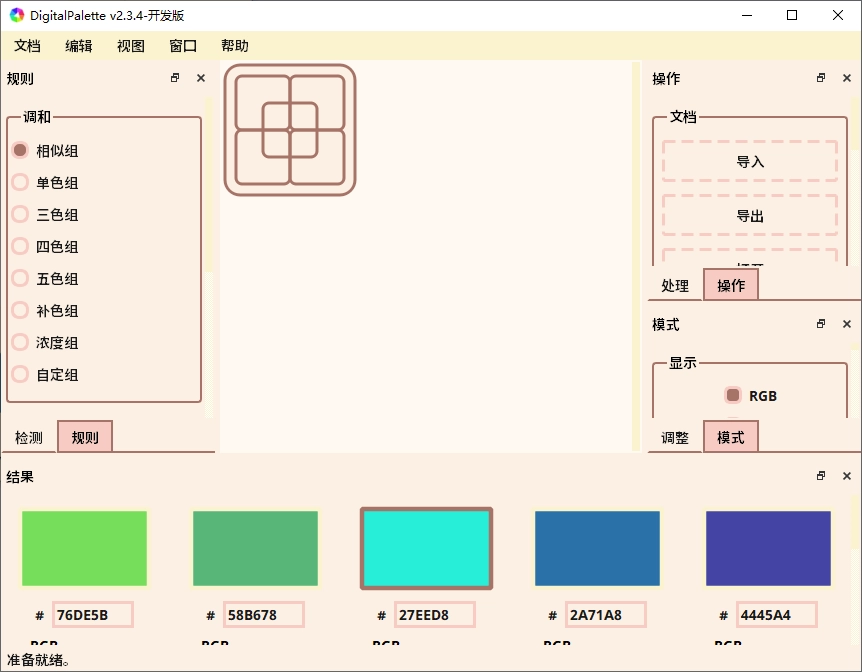 DigitalPalette v2.3.4-开发版
文档 编辑 视图 窗口 帮助
规则
调和
相似组
单色组
三色组
四色组
五色组
补色组
浓度组
自定组
检测 规则
操作
文档
导入
导出
处理 操作
模式
显示
RGB
调整 模式
结果
# 76DE5B # 58B678 # 27EED8 # 2A71A8 # 4445A4
RGB RGB RGB RGB RGB
准备就绪。